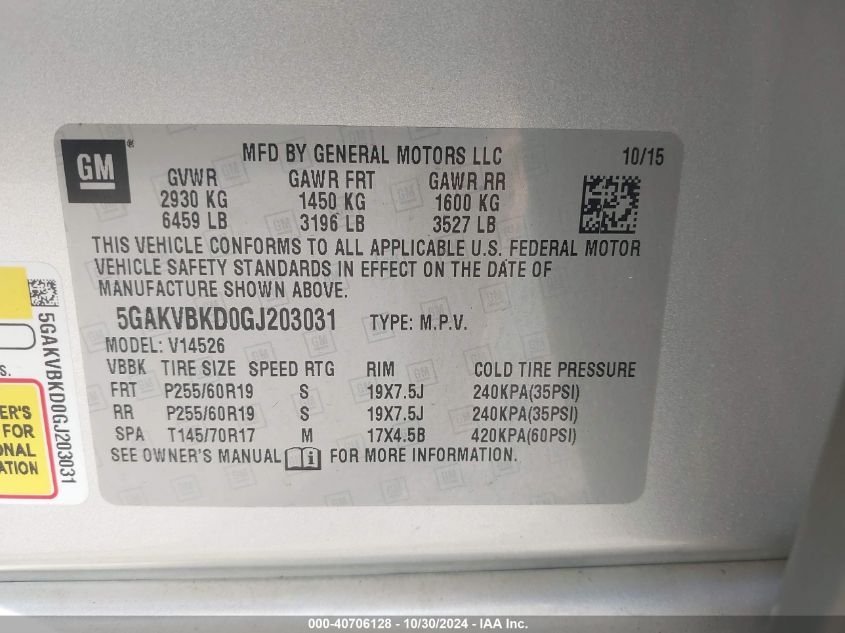 GM
MFD BY GENERAL MOTORS LLC 10/15
GVWR GAWR FRT GAWR RR
2930 KG 1450 KG 1600 KG
6459 LB 3196 LB 3527 LB
THIS VEHICLE CONFORMS TO ALL APPLICABLE U.S. FEDERAL MOTOR
VEHICLE SAFETY STANDARDS IN EFFECT ON THE DATE OF
MANUFACTURE SHOWN ABOVE.
5GAKVBKD0GJ203031 TYPE: M.P.V.
MODEL: V14526
VBBK TIRE SIZE SPEED RTG RIM COLD TIRE PRESSURE
FRT P255/60R19 S 19X7.5J 240KPA(35PSI)
RR P255/60R19 S 19X7.5J 240KPA(35PSI)
SPA T145/70R17 M 17X4.5B 420KPA(60PSI)
SEE OWNER'S MANUAL i FOR MORE INFORMATION.
5GAKVBKD0GJ203031
S.
ER'S
FOR
ONAL
ATION
000-40706128 - 10/30/2024 - IAA Inc.